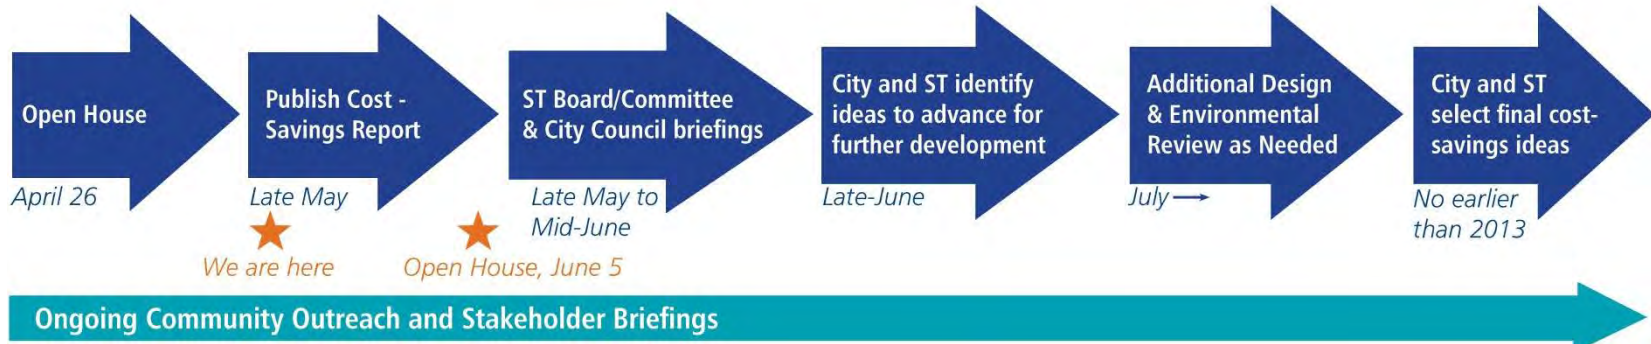 Open House
April 26
Publish Cost -
Savings Report
Late May
We are here
ST Board/Committee
& City Council briefings
Late May to
Mid-June
Open House, June 5
City and ST identify
ideas to advance for
further development
Late-June
Additional Design
& Environmental
Review as Needed
July
City and ST
select final cost-
savings ideas
No earlier
than 2013
Ongoing Community Outreach and Stakeholder Briefings